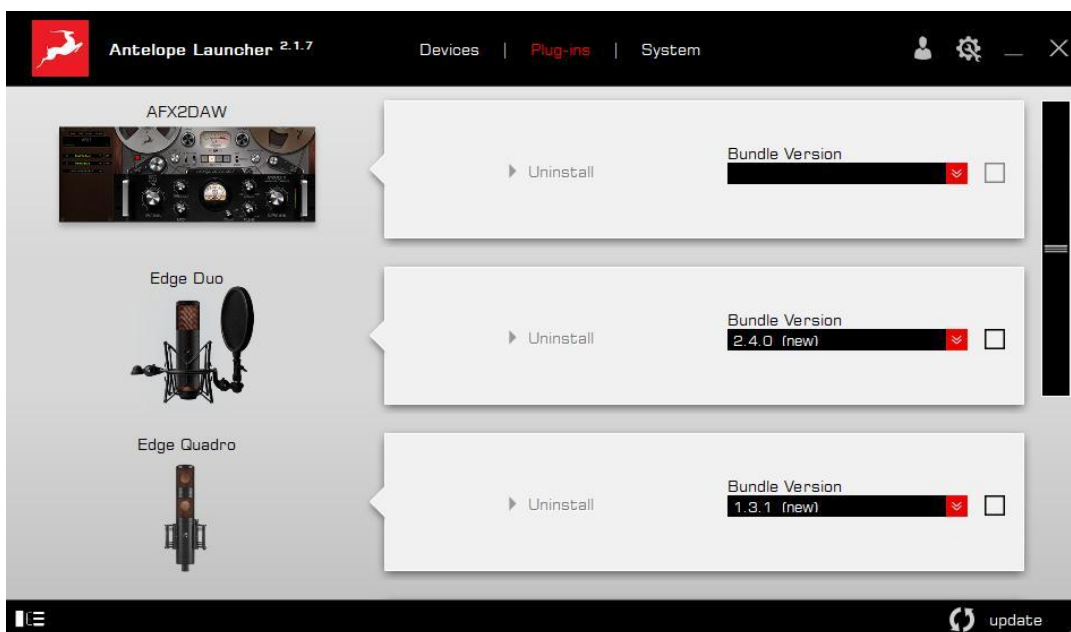 Antelope Launcher 2.1.7
Devices | Plug-ins | System
AFX2DAW
Uninstall
Bundle Version
Edge Duo
Uninstall
Bundle Version
2.4.0 (new)
Edge Quadro
Uninstall
Bundle Version
1.3.1 (new)
update